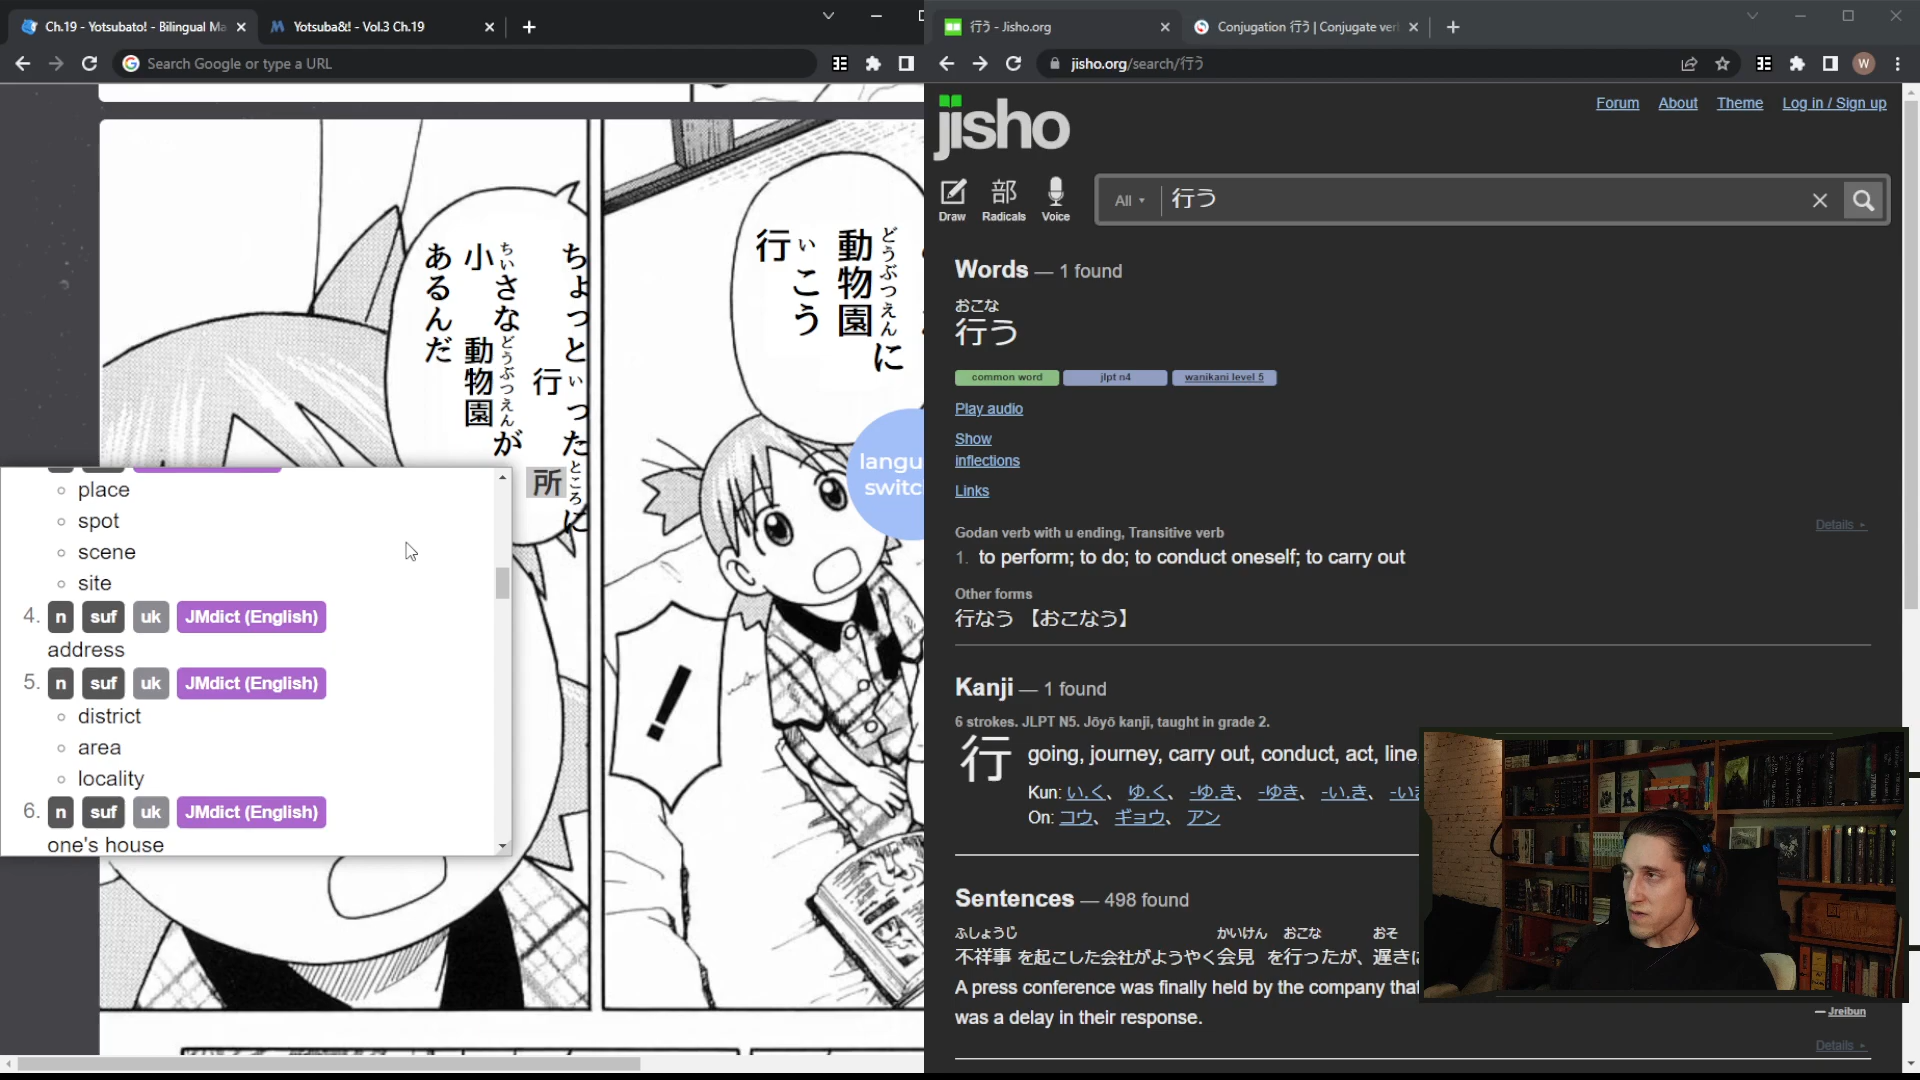 Ch.19 - Yotsubato! - Bilingual Ma
Yotsuba&! - Vol.3 Ch.19
Search Google or type a URL
どうぶつえん
動物園に
い
行こう
ちょっと
い
行った
ところ
所に
ちい
小さな
どうぶつえん
動物園が
あるんだ
!
langu
switc
place
spot
scene
site
4. n suf uk JMdict (English)
address
5. n suf uk JMdict (English)
district
area
locality
6. n suf uk JMdict (English)
one's house
行う - Jisho.org
Conjugation 行う | Conjugate ver
jisho.org/search/行う
W
jisho
Forum About Theme Log in / Sign up
Draw
部
Radicals
Voice
All
行う
Words — 1 found
おこな
行う
common word
jlpt n4
wanikani level 5
Play audio
Show
inflections
Links
Godan verb with u ending, Transitive verb
Details
1. to perform; to do; to conduct oneself; to carry out
Other forms
行なう 【おこなう】
Kanji — 1 found
6 strokes. JLPT N5. Jōyō kanji, taught in grade 2.
行
going, journey, carry out, conduct, act, line,
Kun: い.く、 ゆ.く、 -ゆ.き、 -ゆき、 -い.き、 -いき
On: コウ、 ギョウ、 アン
Sentences — 498 found
ふしょうじ かいけん おこな おそ
不祥事 を起こした会社がようやく会見 を行ったが、遅きに
A press conference was finally held by the company that
was a delay in their response.
— Jreibun
Details